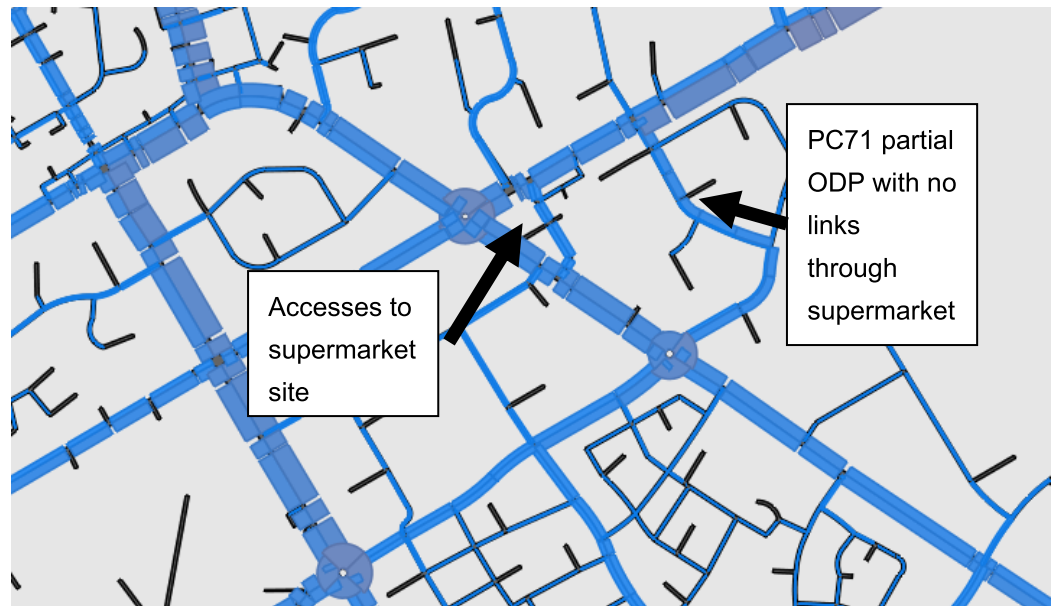 PC71 partial
ODP with no
links
through
supermarket
Accesses to
supermarket
site